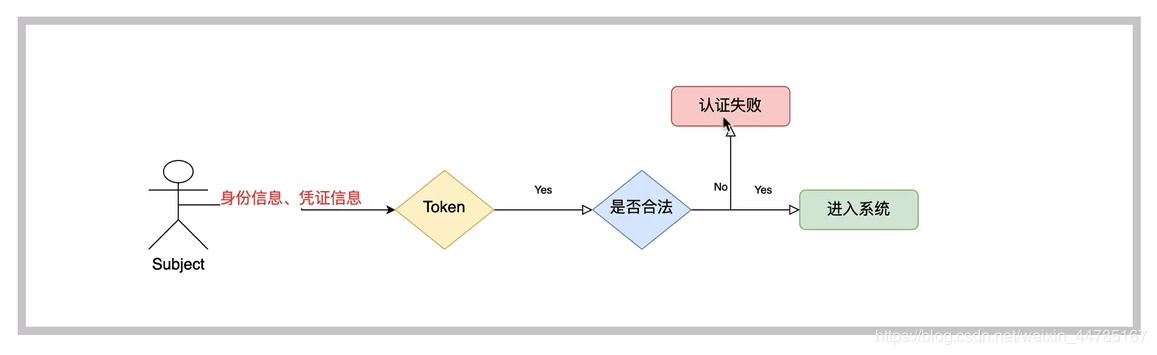 认证失败
身份信息、凭证信息
Token
Yes
是否合法
No
Yes
进入系统
Subject
https://blog.csdn.net/weixin_44785167